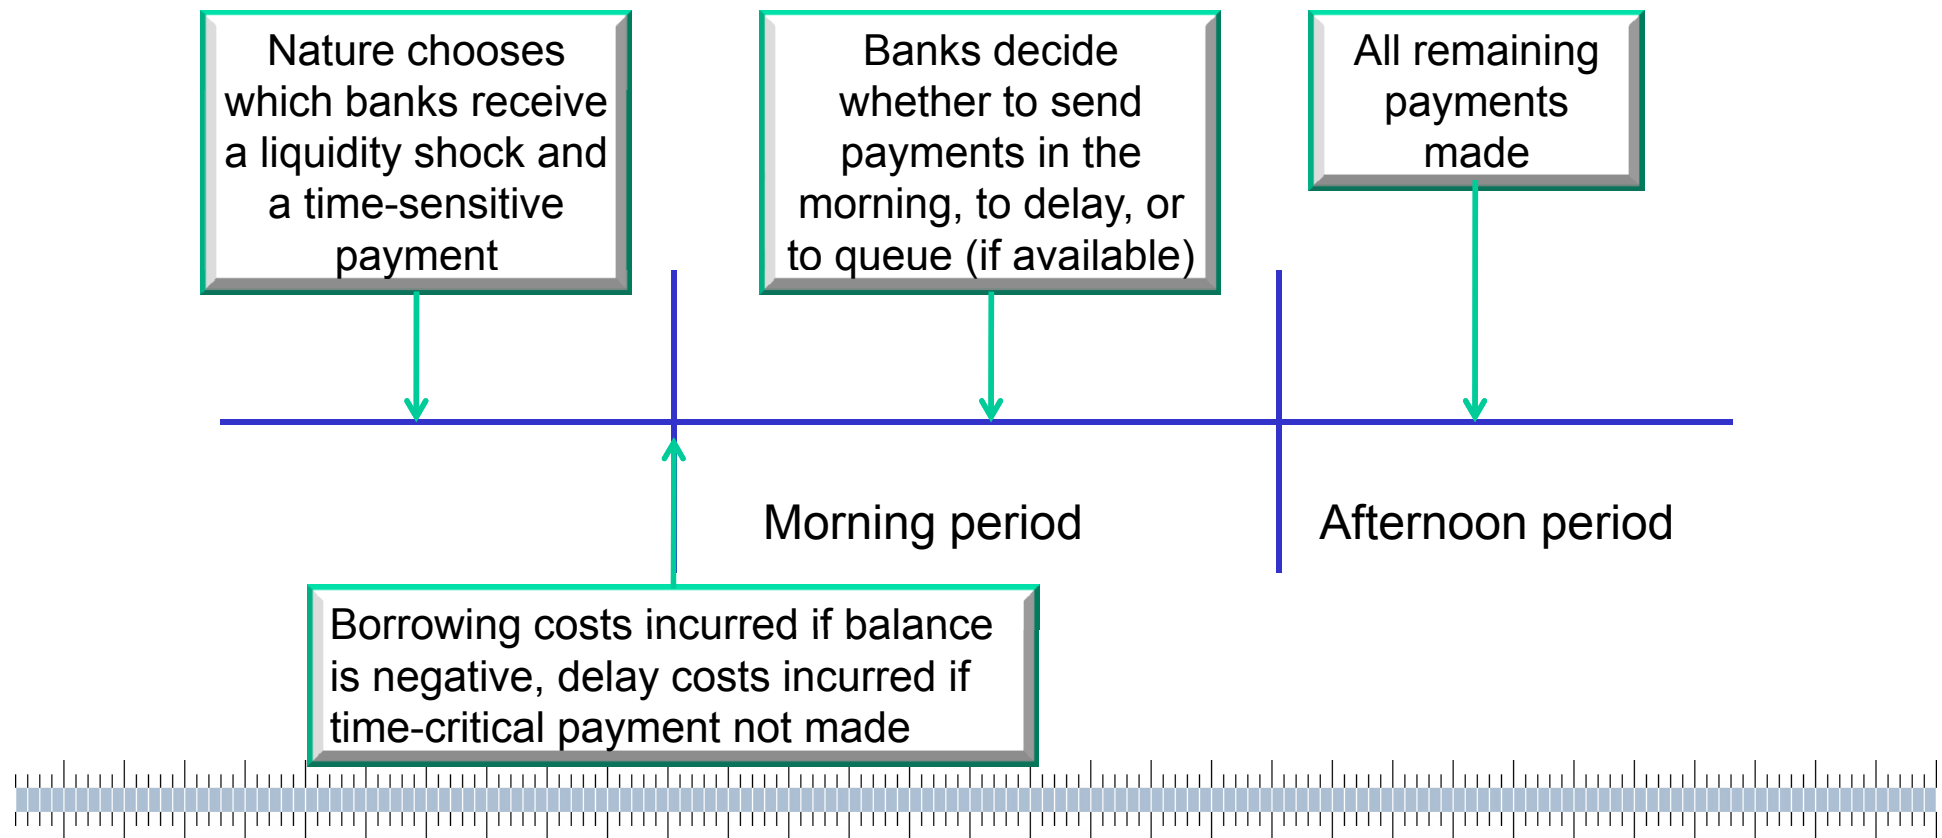 Nature chooses
which banks receive
a liquidity shock and
a time-sensitive
payment
Banks decide
whether to send
payments in the
morning, to delay, or
to queue (if available)
All remaining
payments
made
Morning period
Afternoon period
Borrowing costs incurred if balance
is negative, delay costs incurred if
time-critical payment not made